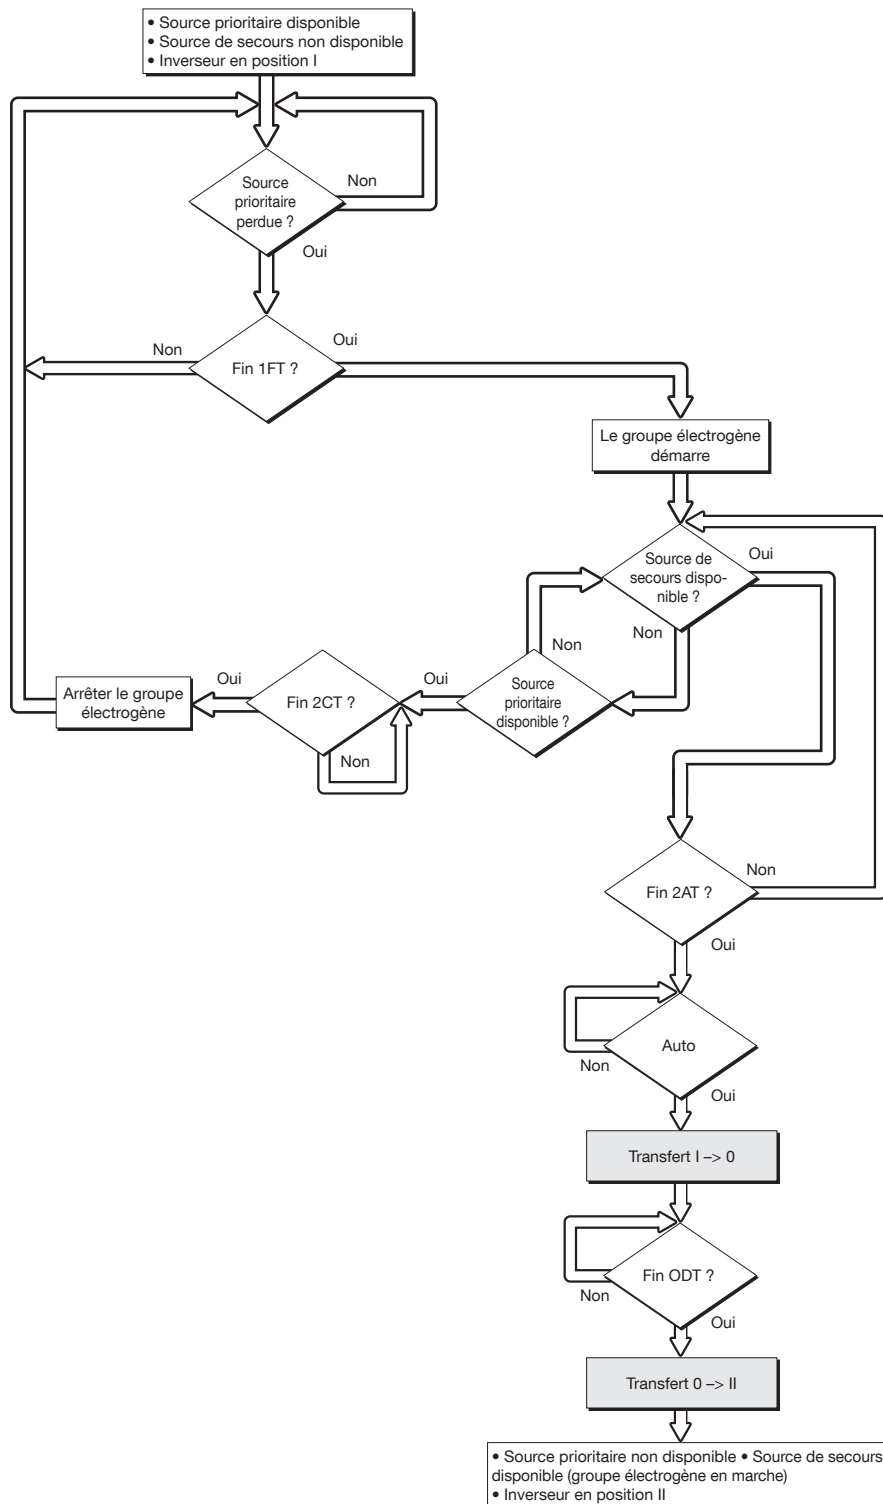 • Source prioritaire disponible
• Source de secours non disponible
• Inverseur en position I
Source
prioritaire
perdue ?
Non
Oui
Fin 1FT ?
Non
Oui
Le groupe électrogène
démarre
Source de
secours dispo-
nible ?
Oui
Non
Non
Source
prioritaire
disponible ?
Oui
Fin 2CT ?
Non
Oui
Arrêter le groupe
électrogène
Fin 2AT ?
Non
Oui
Auto
Non
Oui
Transfert I –> 0
Fin ODT ?
Non
Oui
Transfert 0 –> II
• Source prioritaire non disponible • Source de secours
disponible (groupe électrogène en marche)
• Inverseur en position II